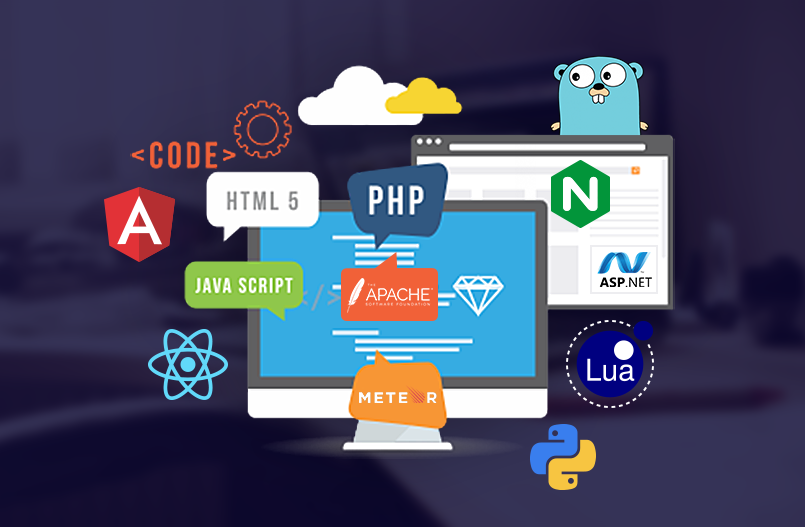 <CODE>
HTML 5
PHP
N
A
JAVA SCRIPT
</>
THE
APACHE
SOFTWARE FOUNDATION
ASP.NET
Lua
METEOR